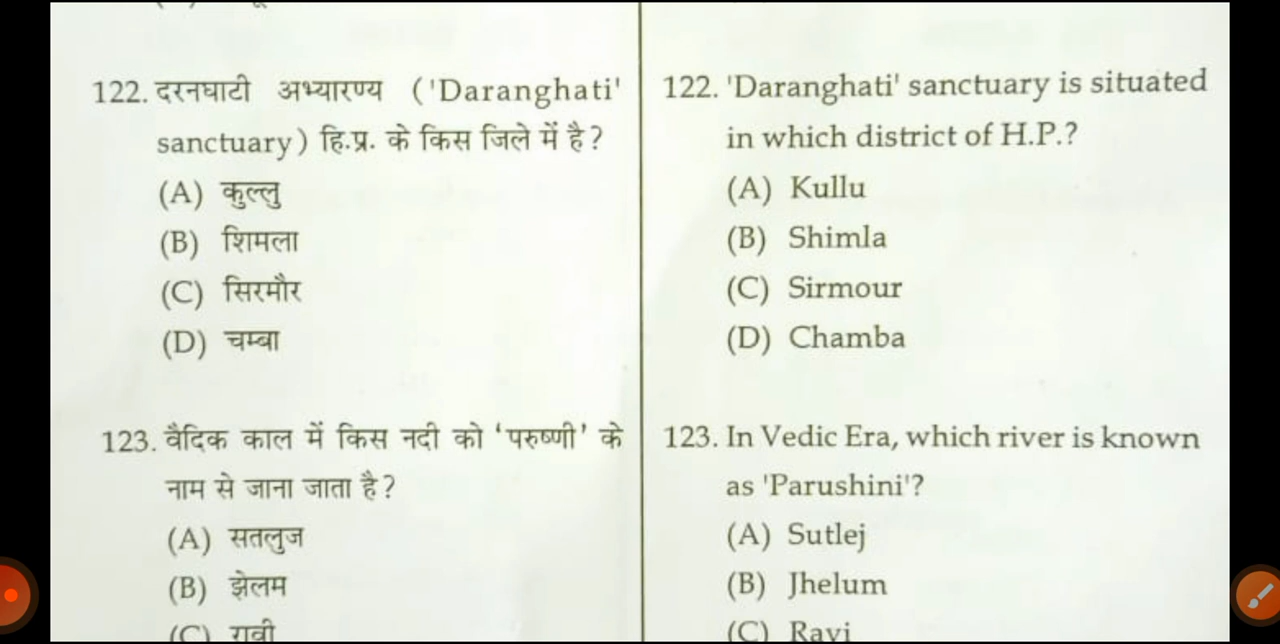 122. दरनघाटी अभ्यारण्य ('Daranghati'
sanctuary) हि.प्र. के किस जिले में है?
(A) कुल्लु
(B) शिमला
(C) सिरमौर
(D) चम्बा
123. वैदिक काल में किस नदी को ‘परुष्णी’ के
नाम से जाना जाता है?
(A) सतलुज
(B) झेलम
(C) रावी
122. 'Daranghati' sanctuary is situated
in which district of H.P.?
(A) Kullu
(B) Shimla
(C) Sirmour
(D) Chamba
123. In Vedic Era, which river is known
as 'Parushini'?
(A) Sutlej
(B) Jhelum
(C) Ravi